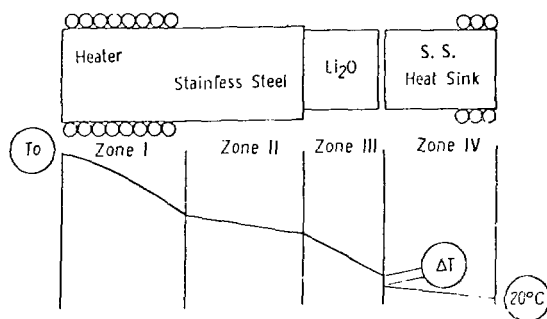 Heater
Stainless Steel
Li₂O
S. S.
Heat Sink
To
Zone I
Zone II
Zone III
Zone IV
ΔT
20°C